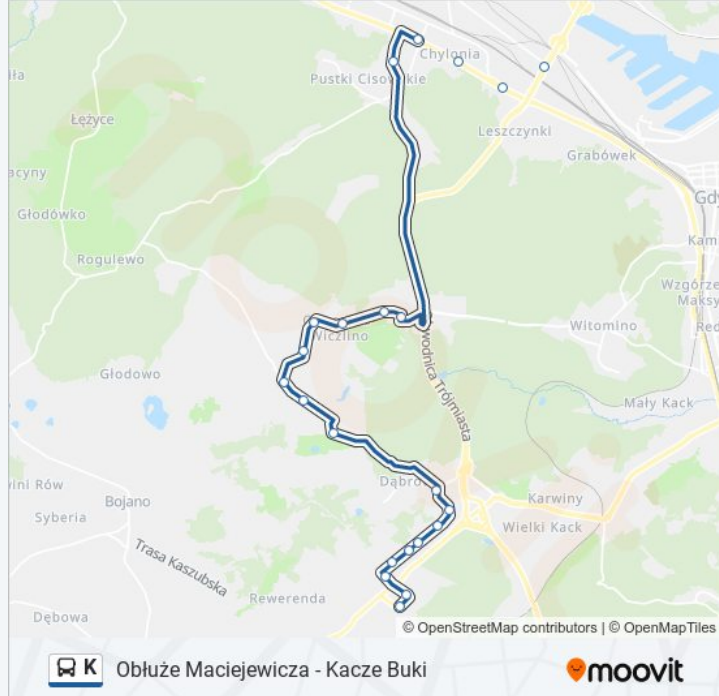 Chylonia
Pustki Cisowskie
iła
Łężyce
Leszczynki
Grabówek
acyny
Głodówko
Gdy
Kam
Rogulewo
Wzgórze
Maksy
Red
Witomino
Wiczlino
wodnica Trójmiasta
Głodowo
Mały Kack
Dąbro
wini Rów
Bojano
Karwiny
Syberia
Wielki Kack
Trasa Kaszubska
Rewerenda
Dębowa
© OpenStreetMap contributors | © OpenMapTiles
K Obłuże Maciejewicza - Kacze Buki
moovit